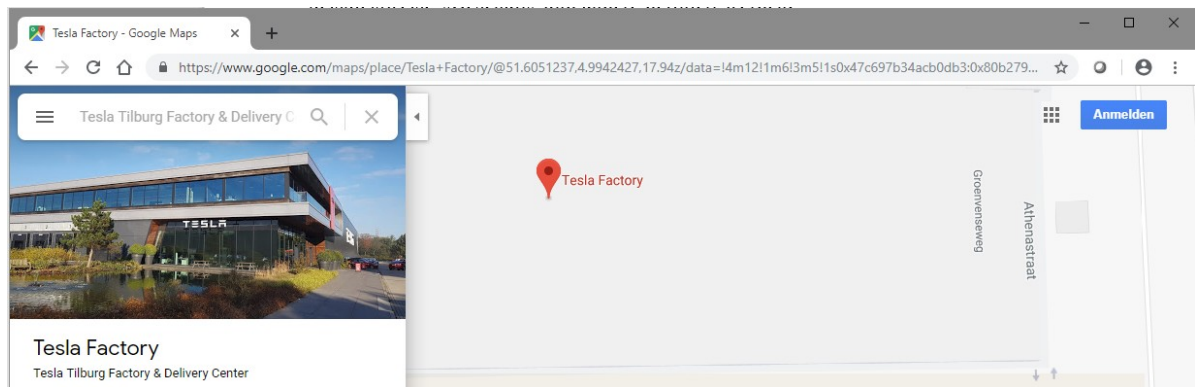 Tesla Factory - Google Maps
https://www.google.com/maps/place/Tesla+Factory/@51.6051237,4.9942427,17.94z/data=!4m12!1m6!3m5!1s0x47c697b34acb0db3:0x80b279...
Tesla Tilburg Factory & Delivery C
Anmelden
TESLA
Tesla Factory
Groenvenseweg
Athenastraat
Tesla Factory
Tesla Tilburg Factory & Delivery Center